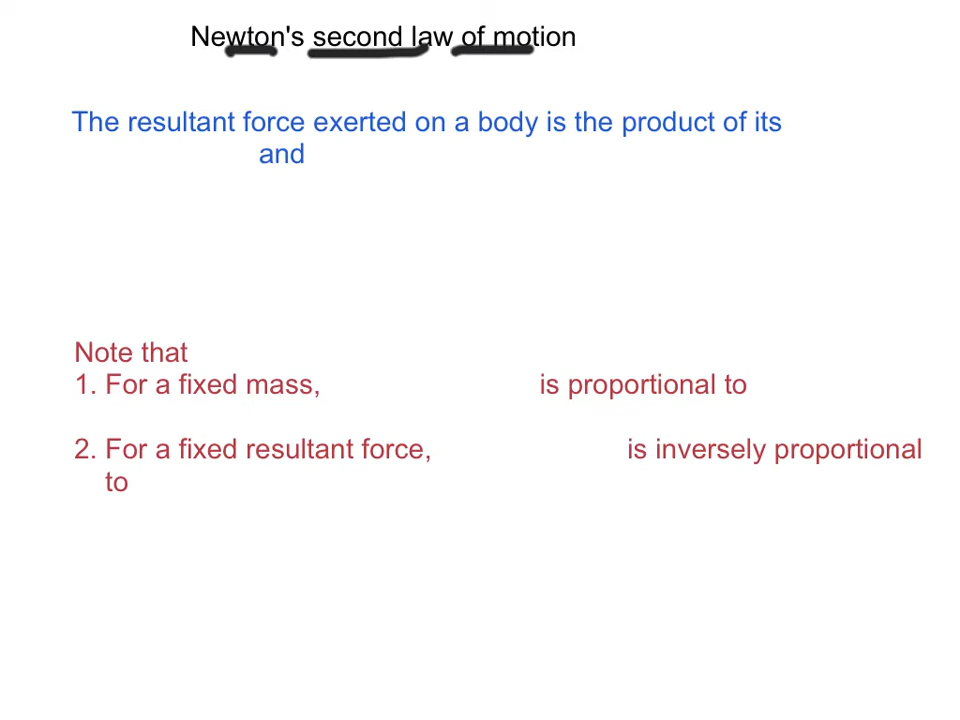 Newton's second law of motion
The resultant force exerted on a body is the product of its
and
Note that
1. For a fixed mass, is proportional to
2. For a fixed resultant force, is inversely proportional
to